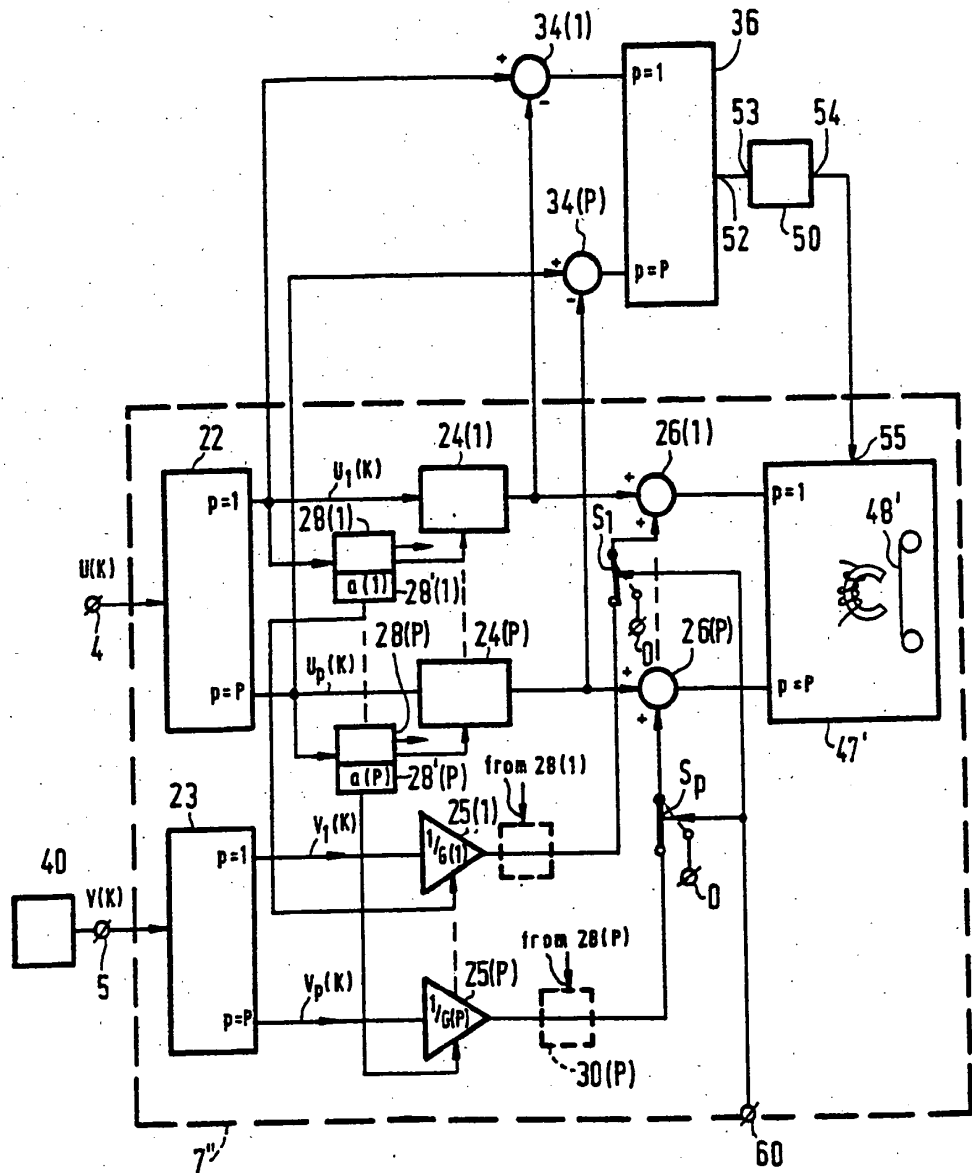 34(1)
36
+
p=1
-
53
54
34(P)
+
52
50
p=P
-
22
24(1)
26(1)
55
p=1
U1(K)
+
p=1
28(1)
+
S1
48'
U(K)
a(1)
28'(1)
4
28(P)
24(P)
0
26(P)
UP(K)
p=P
+
p=P
+
47'
a(P)
28'(P)
from 28(1)
Sp
23
25(1)
V1(K)
p=1
1/G(1)
40
V(K)
0
5
from 28(P)
25(P)
VP(K)
p=P
1/G(P)
30(P)
7"
60